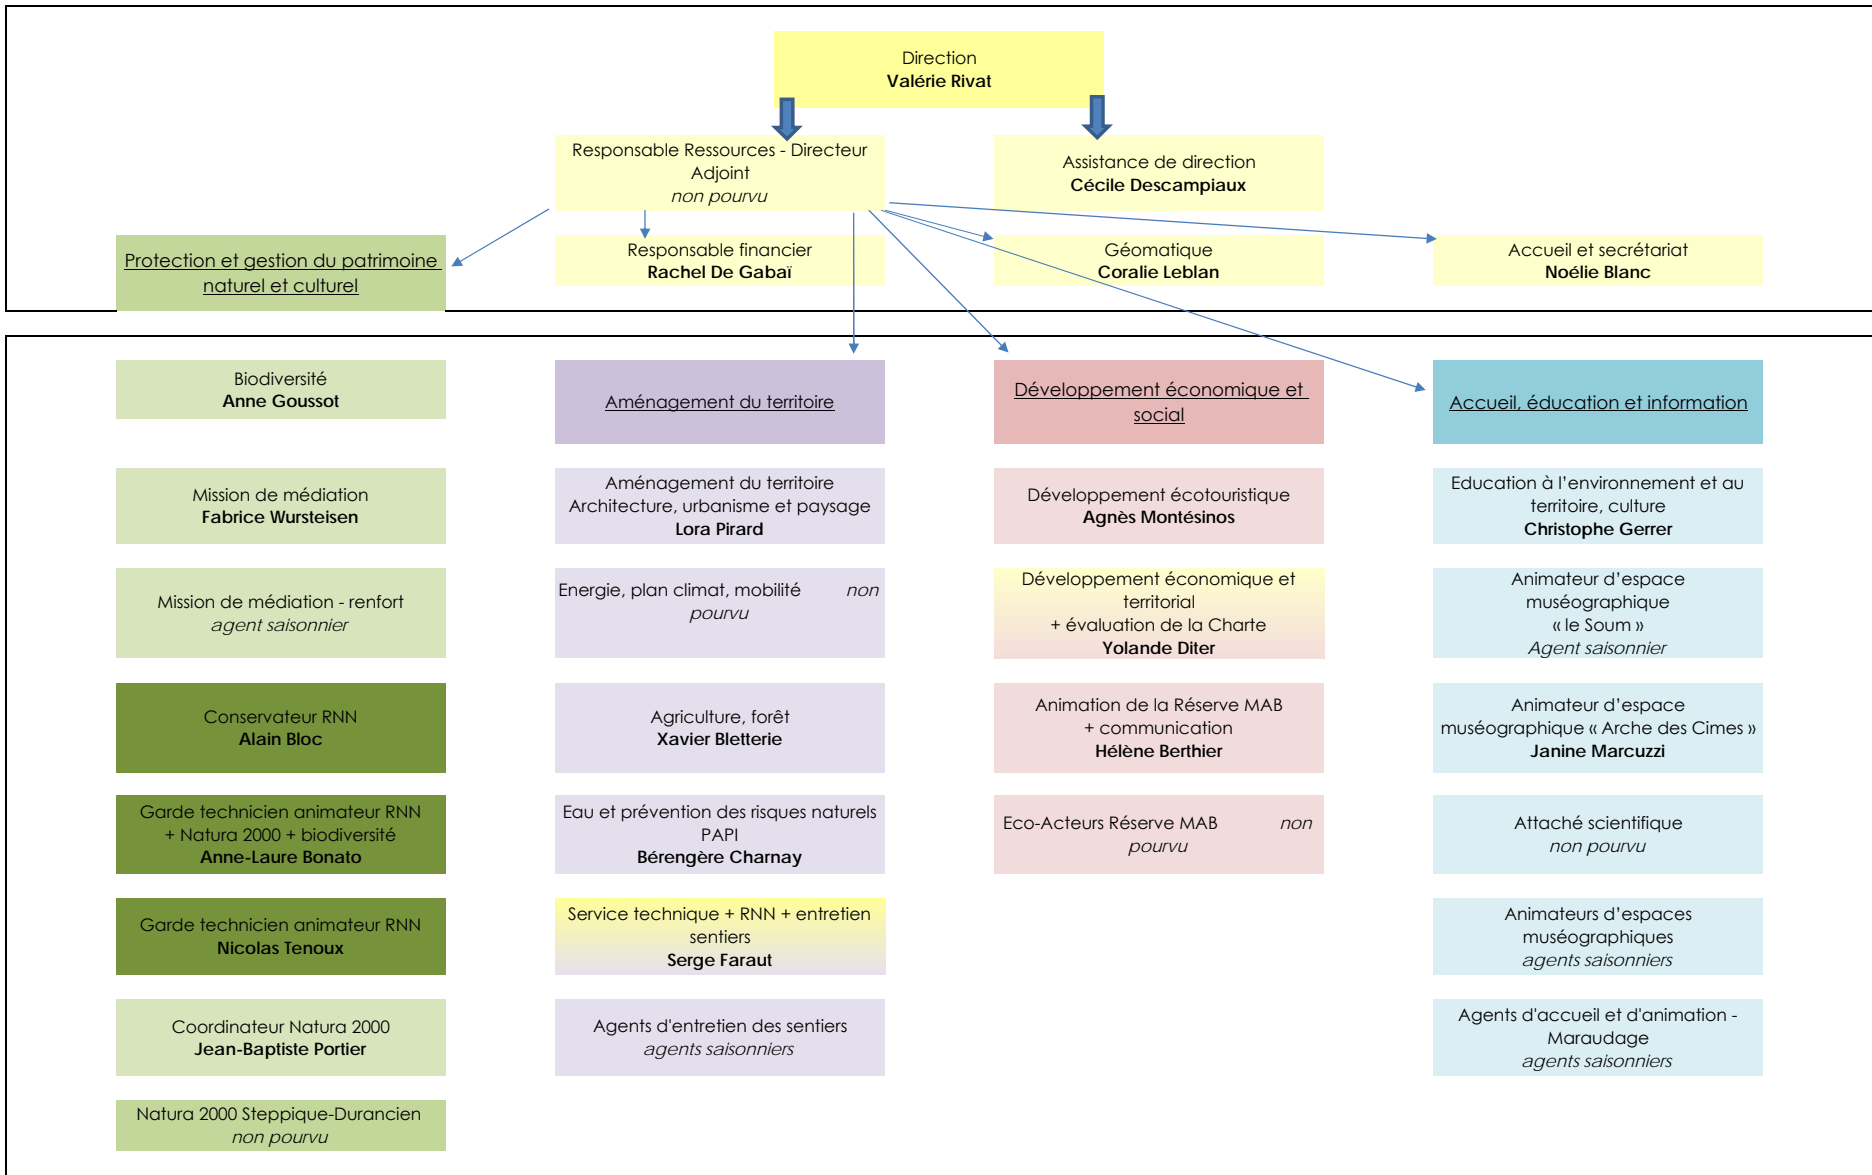 Direction
Valérie Rivat
Responsable Ressources - Directeur
Adjoint
non pourvu
Assistance de direction
Cécile Descampiaux
Protection et gestion du patrimoine
naturel et culturel
Responsable financier
Rachel De Gabaï
Géomatique
Coralie Leblan
Accueil et secrétariat
Noélie Blanc
Biodiversité
Anne Goussot
Mission de médiation
Fabrice Wursteisen
Mission de médiation - renfort
agent saisonnier
Conservateur RNN
Alain Bloc
Garde technicien animateur RNN
+ Natura 2000 + biodiversité
Anne-Laure Bonato
Garde technicien animateur RNN
Nicolas Tenoux
Coordinateur Natura 2000
Jean-Baptiste Portier
Natura 2000 Steppique-Durancien
non pourvu
Aménagement du territoire
Aménagement du territoire
Architecture, urbanisme et paysage
Lora Pirard
Energie, plan climat, mobilité non
pourvu
Agriculture, forêt
Xavier Bletterie
Eau et prévention des risques naturels
PAPI
Bérengère Charnay
Service technique + RNN + entretien
sentiers
Serge Faraut
Agents d'entretien des sentiers
agents saisonniers
Développement économique et
social
Développement écotouristique
Agnès Montésinos
Développement économique et
territorial
+ évaluation de la Charte
Yolande Diter
Animation de la Réserve MAB
+ communication
Hélène Berthier
Eco-Acteurs Réserve MAB non
pourvu
Accueil, éducation et information
Education à l’environnement et au
territoire, culture
Christophe Gerrer
Animateur d’espace
muséographique
« le Soum »
Agent saisonnier
Animateur d’espace
muséographique « Arche des Cimes »
Janine Marcuzzi
Attaché scientifique
non pourvu
Animateurs d’espaces
muséographiques
agents saisonniers
Agents d'accueil et d'animation -
Maraudage
agents saisonniers